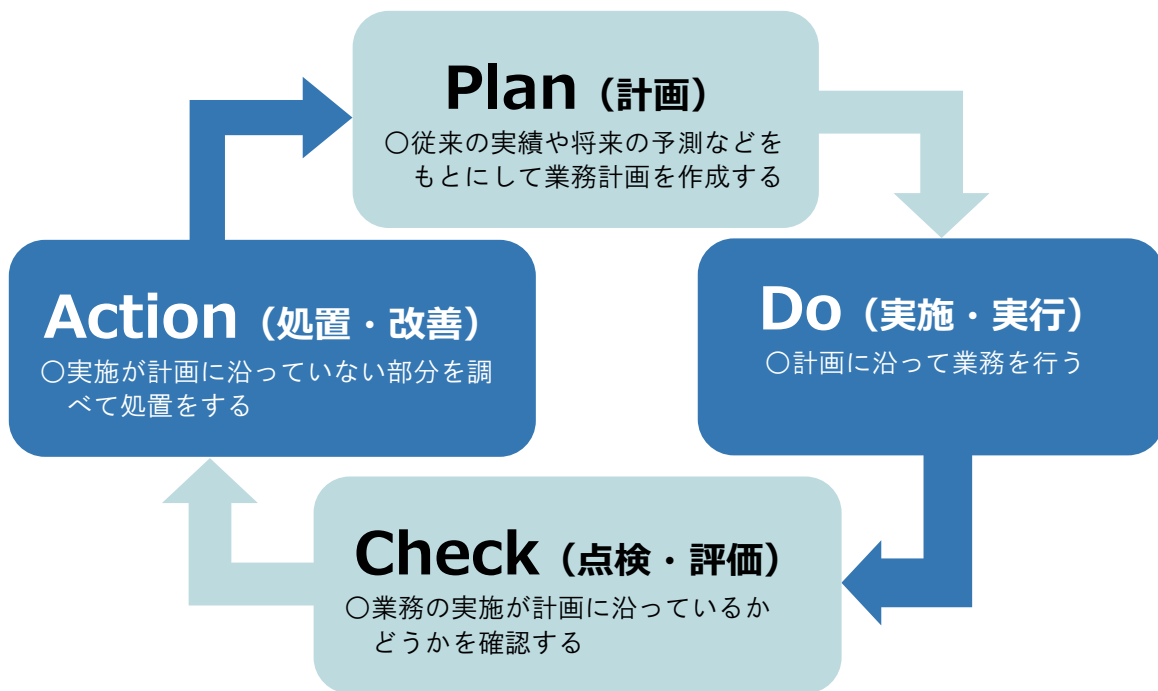 Plan（計画）
○従来の実績や将来の予測などを
もとにして業務計画を作成する
Do（実施・実行）
○計画に沿って業務を行う
Check（点検・評価）
○業務の実施が計画に沿っているか
どうかを確認する
Action（処置・改善）
○実施が計画に沿っていない部分を調
べて処置をする